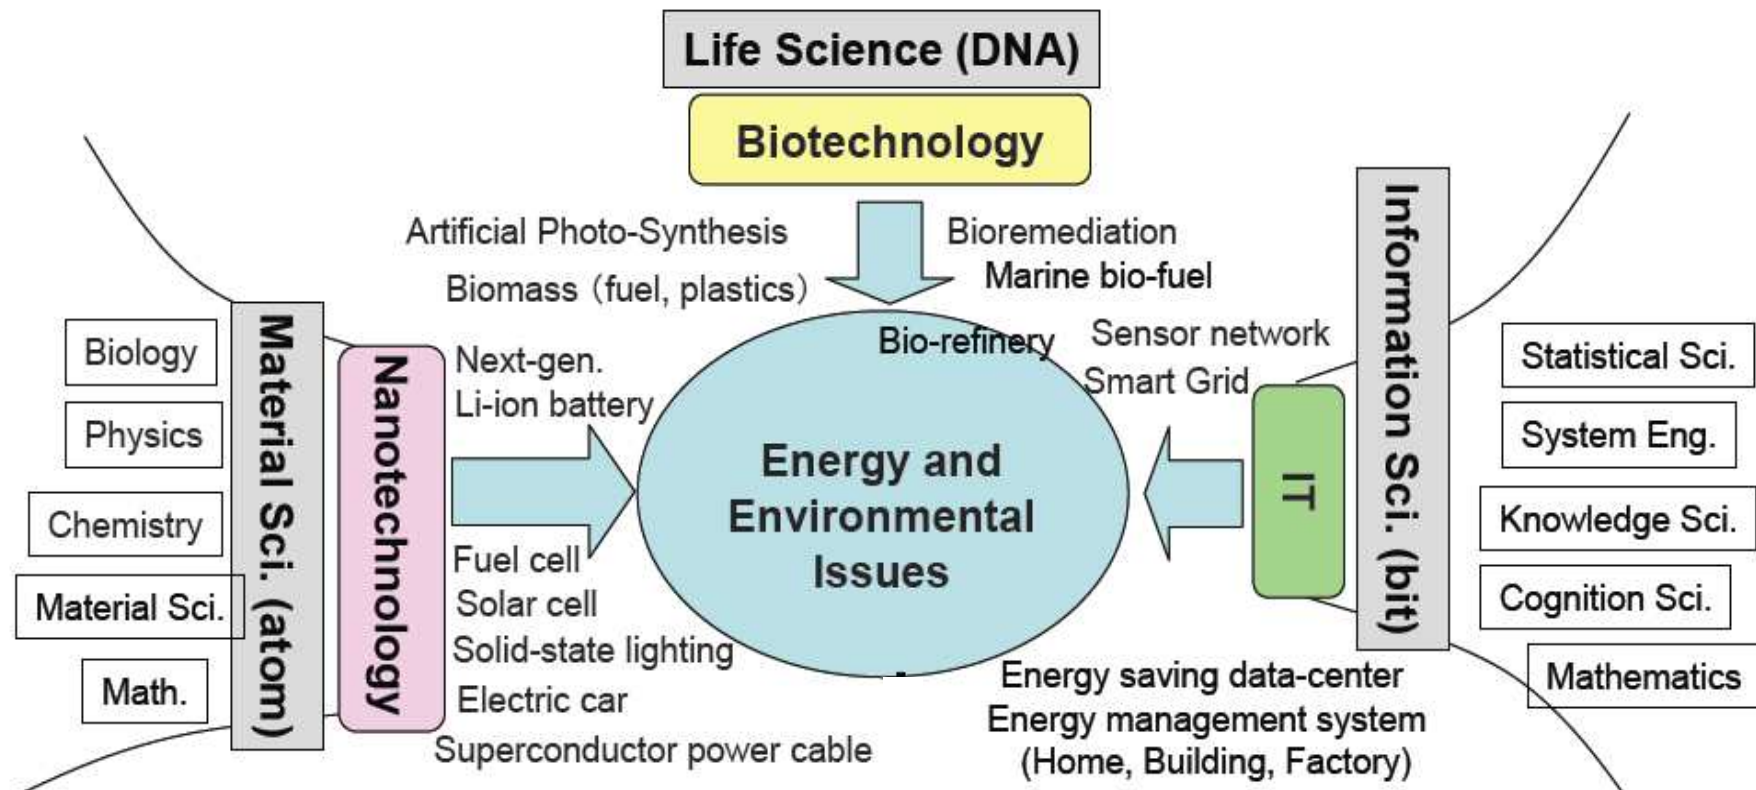 Life Science (DNA)
Biotechnology
Artificial Photo-Synthesis
Biomass（fuel, plastics）
Bioremediation
Marine bio-fuel
Bio-refinery
Material Sci. (atom)
Nanotechnology
Biology
Physics
Chemistry
Material Sci.
Math.
Next-gen.
Li-ion battery
Fuel cell
Solar cell
Solid-state lighting
Electric car
Superconductor power cable
Energy and
Environmental
Issues
Sensor network
Smart Grid
IT
Information Sci. (bit)
Energy saving data-center
Energy management system
(Home, Building, Factory)
Statistical Sci.
System Eng.
Knowledge Sci.
Cognition Sci.
Mathematics